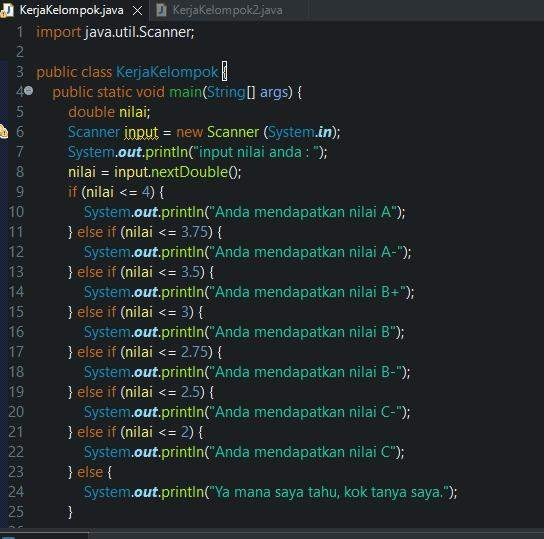 KerjaKelompok.java KerjaKelompok2.java
1 import java.util.Scanner;
2
3 public class KerjaKelompok {
4 public static void main(String[] args) {
5 double nilai;
6 Scanner input = new Scanner (System.in);
7 System.out.println("input nilai anda : ");
8 nilai = input.nextDouble();
9 if (nilai <= 4) {
10 System.out.println("Anda mendapatkan nilai A");
11 } else if (nilai <= 3.75) {
12 System.out.println("Anda mendapatkan nilai A-");
13 } else if (nilai <= 3.5) {
14 System.out.println("Anda mendapatkan nilai B+");
15 } else if (nilai <= 3) {
16 System.out.println("Anda mendapatkan nilai B");
17 } else if (nilai <= 2.75) {
18 System.out.println("Anda mendapatkan nilai B-");
19 } else if (nilai <= 2.5) {
20 System.out.println("Anda mendapatkan nilai C-");
21 } else if (nilai <= 2) {
22 System.out.println("Anda mendapatkan nilai C");
23 } else {
24 System.out.println("Ya mana saya tahu, kok tanya saya.");
25 }
26